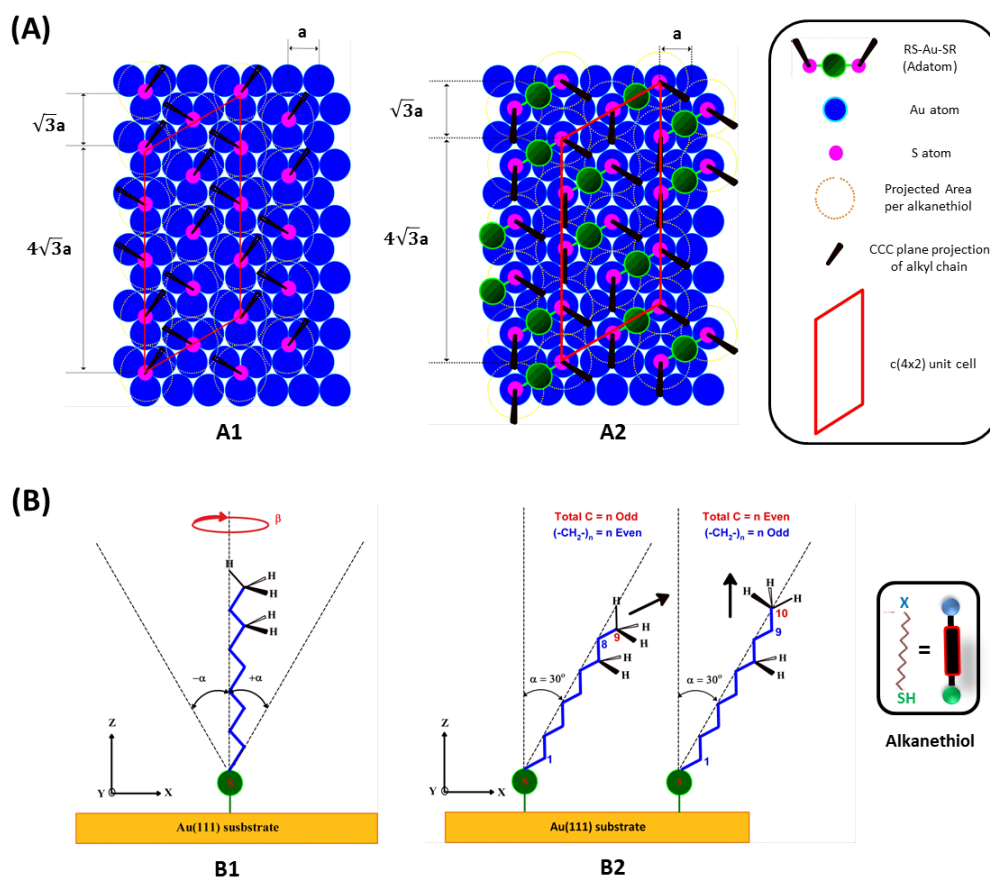 (A)
a
√3a
4√3a
A1
a
√3a
4√3a
A2
RS-Au-SR
(Adatom)
Au atom
S atom
Projected Area
per alkanethiol
CCC plane projection
of alkyl chain
c(4x2) unit cell
(B)
β
H
H
H
H
H
−α
+α
Z
Y
X
S
Au(111) susbstrate
B1
Total C = n Odd
(-CH₂-)ₙ = n Even
H
H
H
9
8
H
H
α = 30°
1
S
Z
Y
X
Total C = n Even
(-CH₂-)ₙ = n Odd
H
H
H
10
9
H
H
α = 30°
1
S
Au(111) substrate
B2
X
=
SH
Alkanethiol